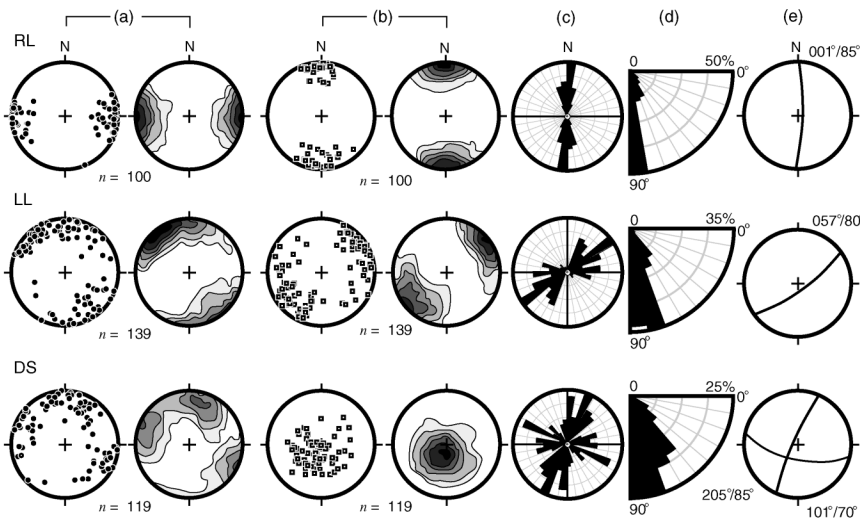 (a) (b) (c) (d) (e)
RL
N N N N N
0 50% 0°
90°
001°/85°
n = 100 n = 100
LL
0 35% 0°
90°
057°/80
n = 139 n = 139
DS
0 25% 0°
90°
205°/85°
101°/70°
n = 119 n = 119